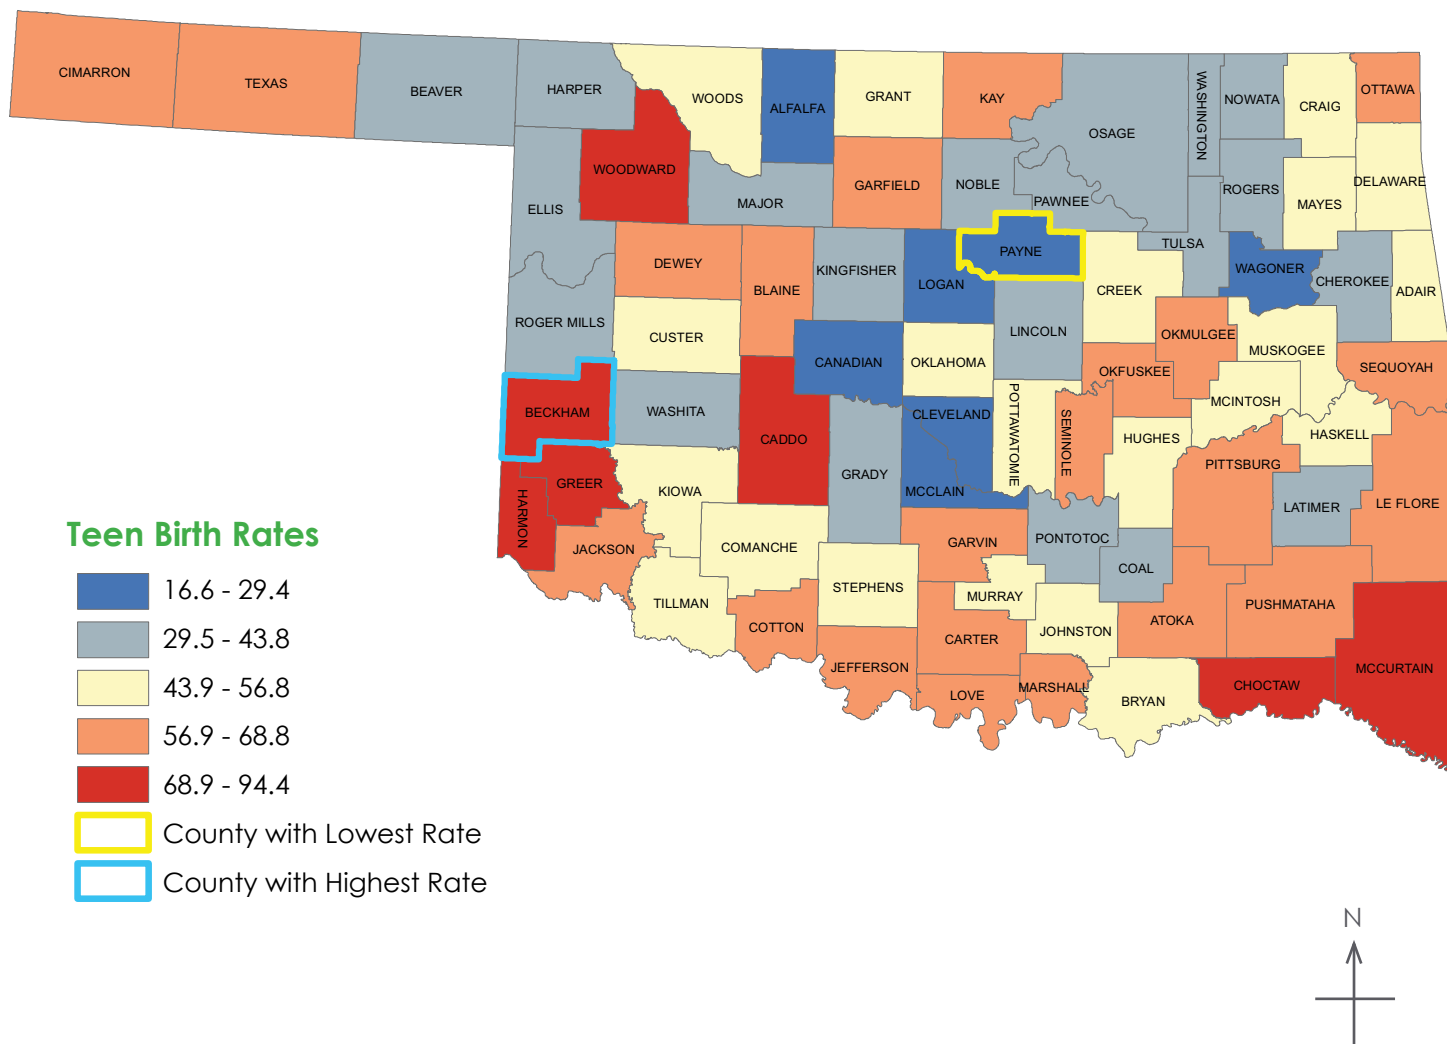 CIMARRON
TEXAS
BEAVER
HARPER
WOODS
ALFALFA
GRANT
KAY
OSAGE
WASHINGTON
NOWATA
CRAIG
OTTAWA
WOODWARD
ELLIS
MAJOR
GARFIELD
NOBLE
PAWNEE
ROGERS
MAYES
DELAWARE
DEWEY
BLAINE
KINGFISHER
LOGAN
PAYNE
CREEK
TULSA
WAGONER
CHEROKEE
ADAIR
ROGER MILLS
CUSTER
CANADIAN
OKLAHOMA
LINCOLN
OKMULGEE
MUSKOGEE
SEQUOYAH
BECKHAM
WASHITA
CADDO
GRADY
CLEVELAND
POTTAWATOMIE
SEMINOLE
OKFUSKEE
HUGHES
MCINTOSH
HASKELL
HARMON
GREER
KIOWA
MCCLAIN
PITTSBURG
LATIMER
LE FLORE
JACKSON
COMANCHE
GARVIN
PONTOTOC
COAL
TILLMAN
STEPHENS
MURRAY
JOHNSTON
ATOKA
PUSHMATAHA
COTTON
JEFFERSON
CARTER
LOVE
MARSHALL
BRYAN
CHOCTAW
MCCURTAIN
Teen Birth Rates
16.6 - 29.4
29.5 - 43.8
43.9 - 56.8
56.9 - 68.8
68.9 - 94.4
County with Lowest Rate
County with Highest Rate
N